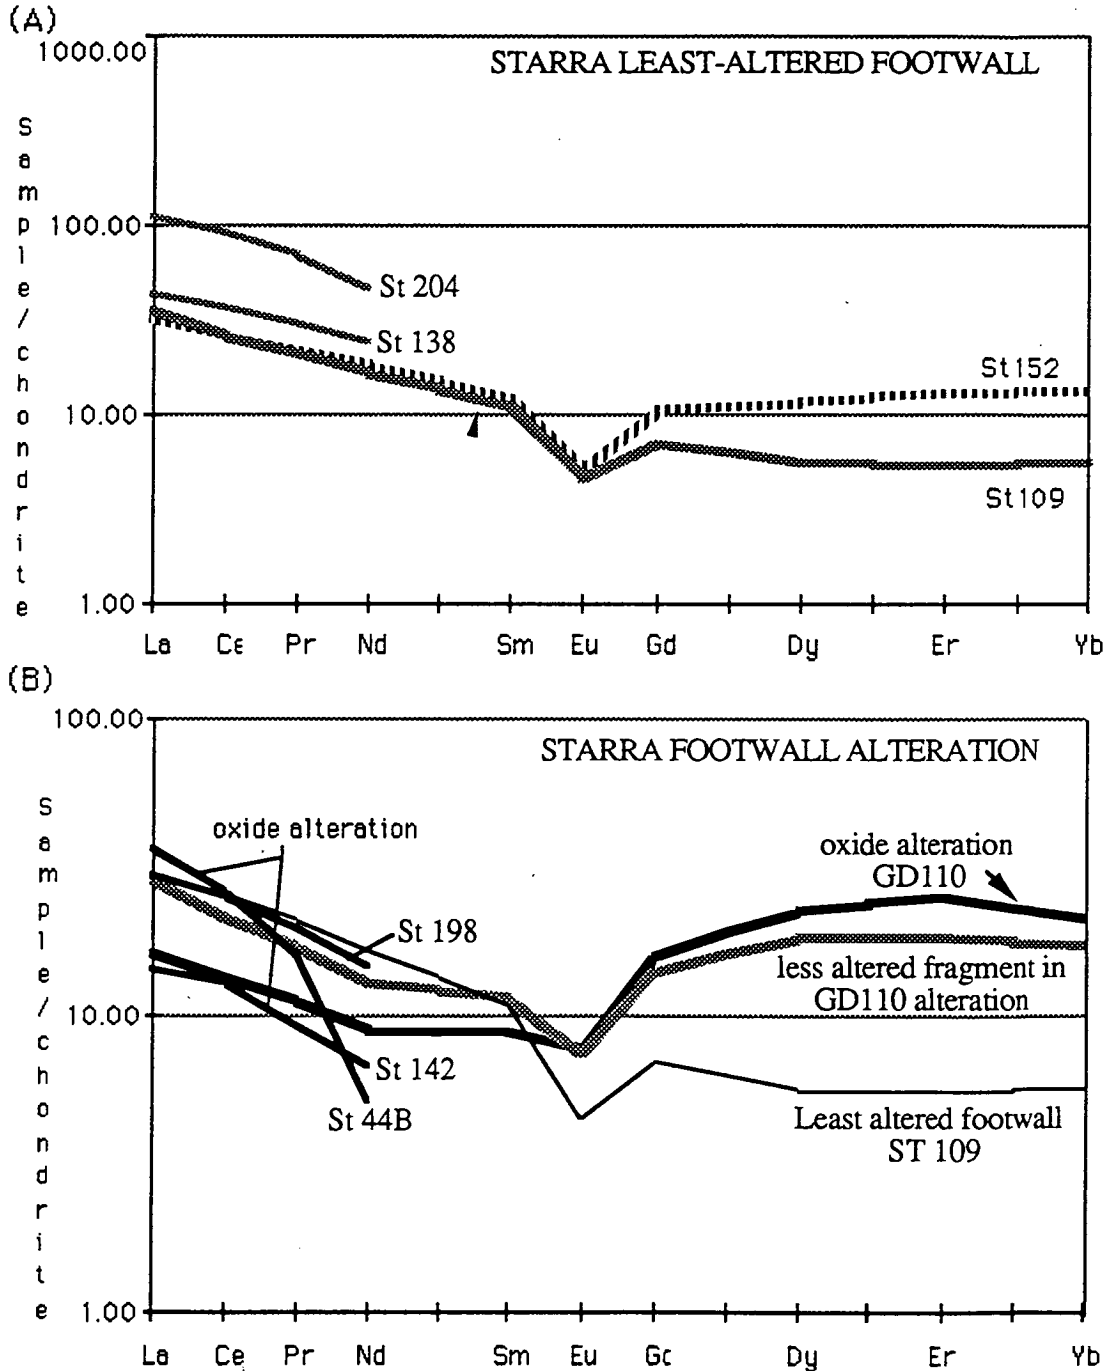 (A)
1000.00
STARRA LEAST-ALTERED FOOTWALL
Sample/chondrite
100.00
St 204
St 138
St152
10.00
St109
1.00
La Ce Pr Nd Sm Eu Gd Dy Er Yb
(B)
100.00
STARRA FOOTWALL ALTERATION
Sample/chondrite
oxide alteration
oxide alteration
GD110
St 198
less altered fragment in
GD110 alteration
10.00
St 142
St 44B
Least altered footwall
ST 109
1.00
La Ce Pr Nd Sm Eu Gd Dy Er Yb